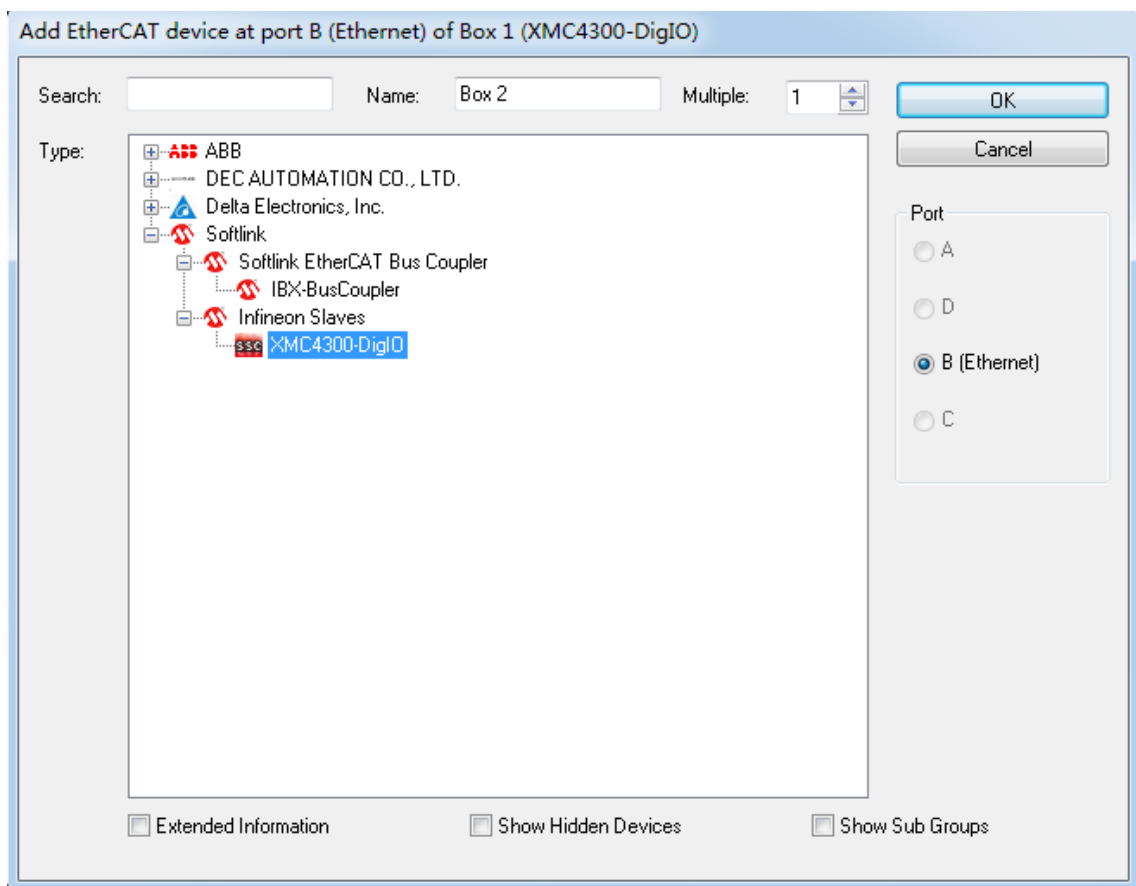 Add EtherCAT device at port B (Ethernet) of Box 1 (XMC4300-DigIO)
Search:
Name: Box 2
Multiple: 1
OK
Type:
Cancel
ABB ABB
DEC AUTOMATION CO., LTD.
Delta Electronics, Inc.
Softlink
Softlink EtherCAT Bus Coupler
IBX-BusCoupler
Infineon Slaves
ssc XMC4300-DigIO
Port
A
D
B (Ethernet)
C
Extended Information
Show Hidden Devices
Show Sub Groups